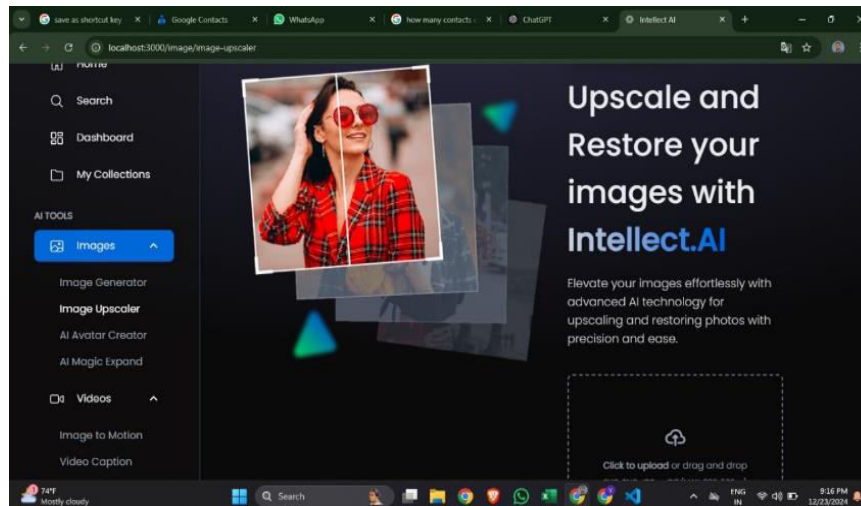 save as shortcut key
Google Contacts
WhatsApp
how many contacts
ChatGPT
Intellect AI
localhost:3000/image/image-upscaler
Home
Search
Dashboard
My Collections
AI TOOLS
Images
Image Generator
Image Upscaler
AI Avatar Creator
AI Magic Expand
Videos
Image to Motion
Video Caption
Upscale and
Restore your
images with
Intellect.AI
Elevate your images effortlessly with
advanced AI technology for
upscaling and restoring photos with
precision and ease.
Click to upload or drag and drop
74°F
Mostly cloudy
Search
ENG
IN
9:16 PM
12/23/2024